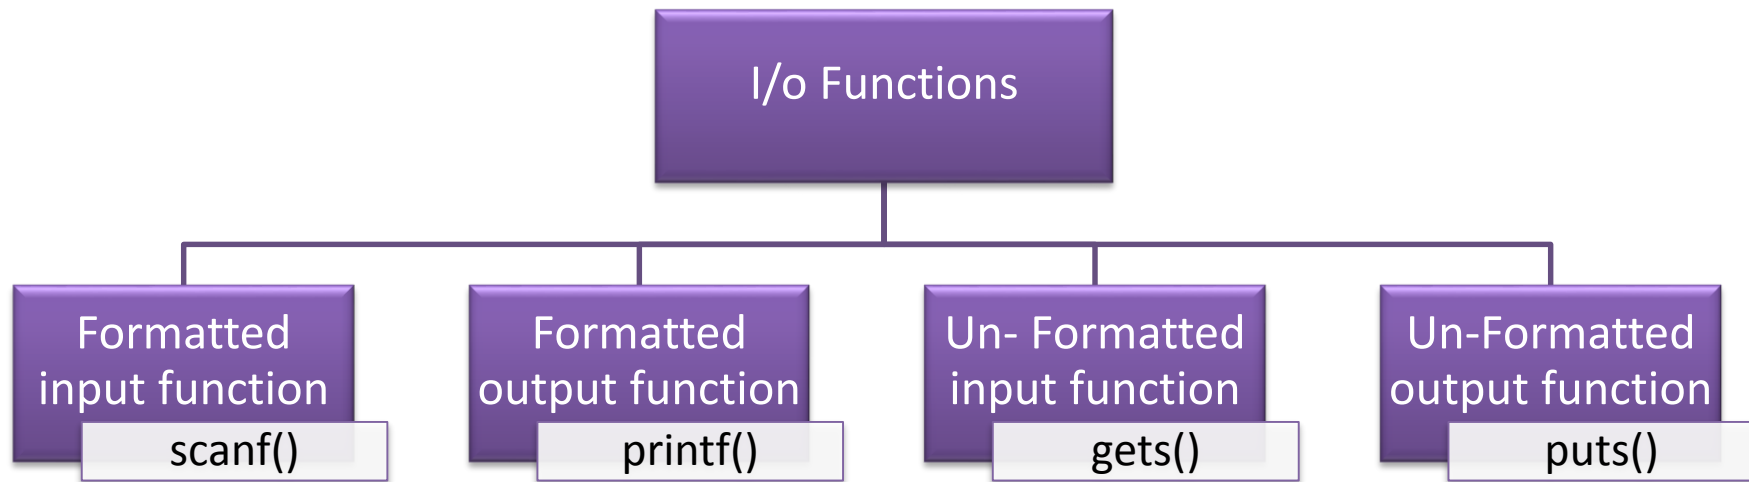 I/o Functions
Formatted
input function
scanf()
Formatted
output function
printf()
Un- Formatted
input function
gets()
Un-Formatted
output function
puts()